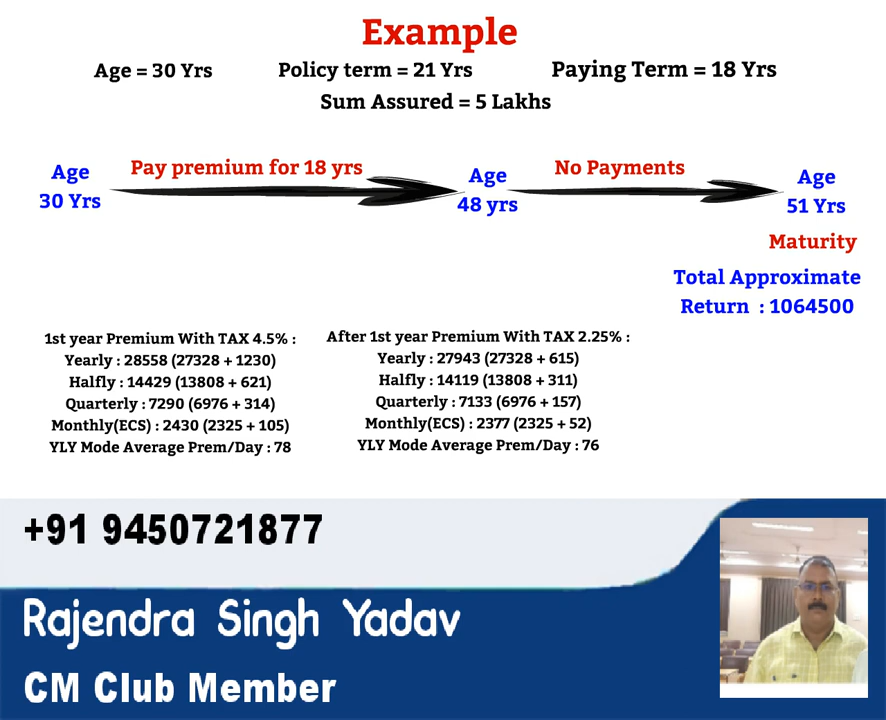 Example
Age = 30 Yrs Policy term = 21 Yrs Paying Term = 18 Yrs
Sum Assured = 5 Lakhs
Age
30 Yrs
Pay premium for 18 yrs
Age
48 yrs
No Payments
Age
51 Yrs
Maturity
Total Approximate
Return : 1064500
1st year Premium With TAX 4.5% :
Yearly : 28558 (27328 + 1230)
Halfly : 14429 (13808 + 621)
Quarterly : 7290 (6976 + 314)
Monthly(ECS) : 2430 (2325 + 105)
YLY Mode Average Prem/Day : 78
After 1st year Premium With TAX 2.25% :
Yearly : 27943 (27328 + 615)
Halfly : 14119 (13808 + 311)
Quarterly : 7133 (6976 + 157)
Monthly(ECS) : 2377 (2325 + 52)
YLY Mode Average Prem/Day : 76
+91 9450721877
Rajendra Singh Yadav
CM Club Member